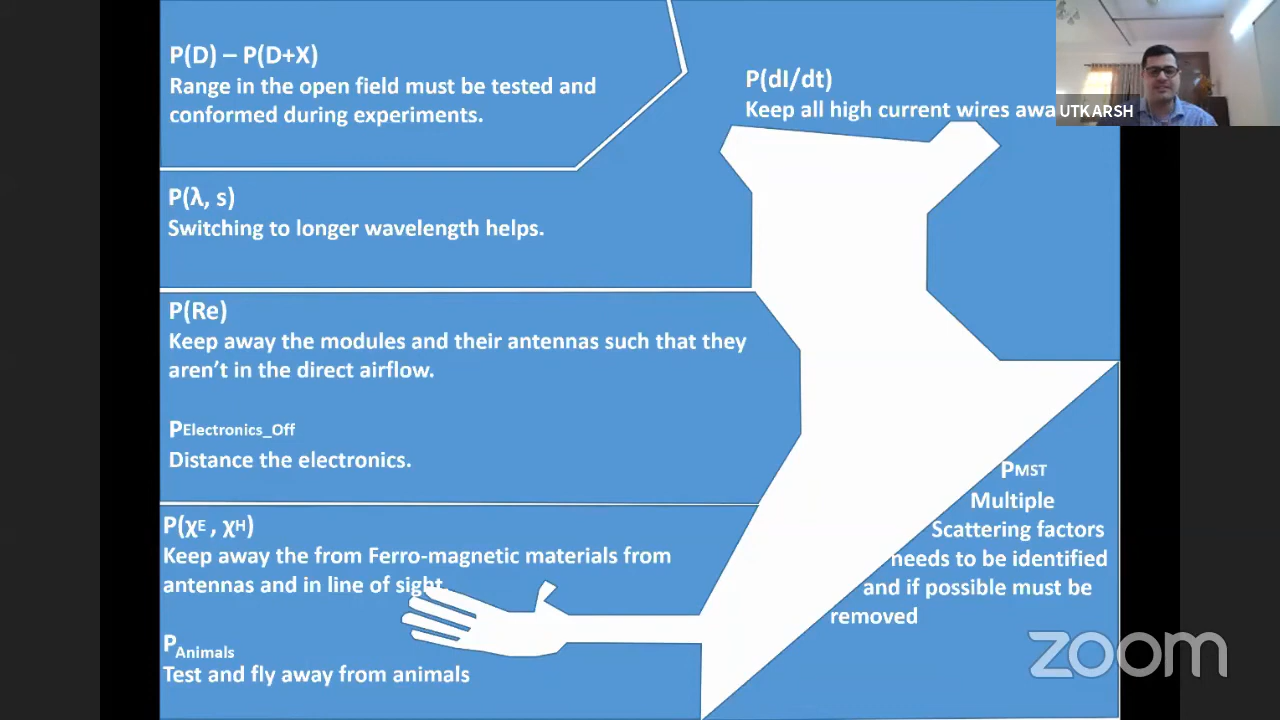 P(D) – P(D+X)
Range in the open field must be tested and
conformed during experiments.
P(λ, s)
Switching to longer wavelength helps.
P(Re)
Keep away the modules and their antennas such that they
aren't in the direct airflow.
PElectronics_Off
Distance the electronics.
P(χE , χH)
Keep away the from Ferro-magnetic materials from
antennas and in line of sight
PAnimals
Test and fly away from animals
P(dI/dt)
Keep all high current wires awa
UTKARSH
PMST
Multiple
Scattering factors
needs to be identified
and if possible must be
removed
zoom